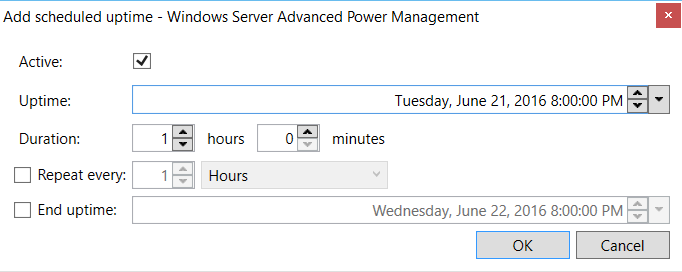 Add scheduled uptime - Windows Server Advanced Power Management
Active:
Uptime: Tuesday, June 21, 2016 8:00:00 PM
Duration: 1 hours 0 minutes
Repeat every: 1 Hours
End uptime: Wednesday, June 22, 2016 8:00:00 PM
OK Cancel